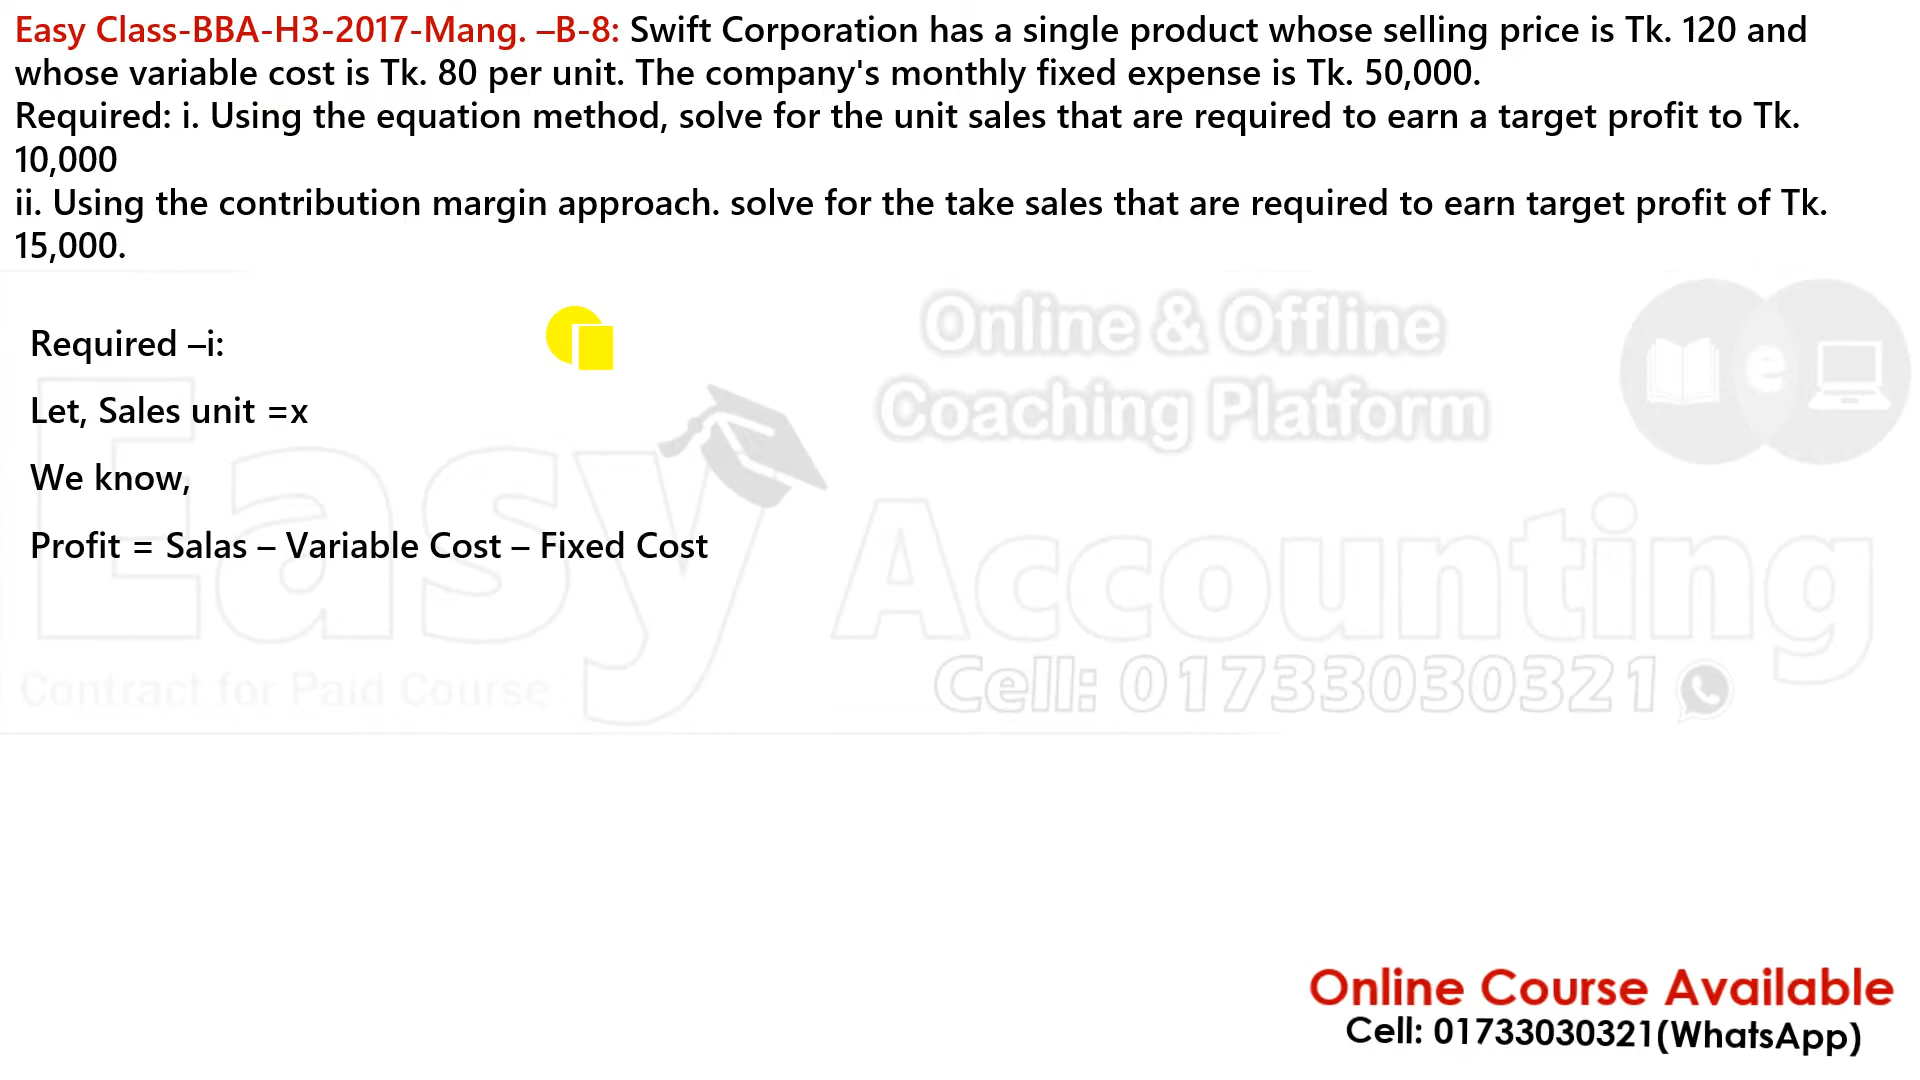 Easy Class-BBA-H3-2017-Mang. –B-8: Swift Corporation has a single product whose selling price is Tk. 120 and
whose variable cost is Tk. 80 per unit. The company's monthly fixed expense is Tk. 50,000.
Required: i. Using the equation method, solve for the unit sales that are required to earn a target profit to Tk.
10,000
ii. Using the contribution margin approach. solve for the take sales that are required to earn target profit of Tk.
15,000.
Online & Offline
Coaching Platform
e
Required –i:
Let, Sales unit =x
We know,
Profit = Salas – Variable Cost – Fixed Cost
Easy Accounting
Contract for Paid Course
Cell: 01733030321
Online Course Available
Cell: 01733030321(WhatsApp)